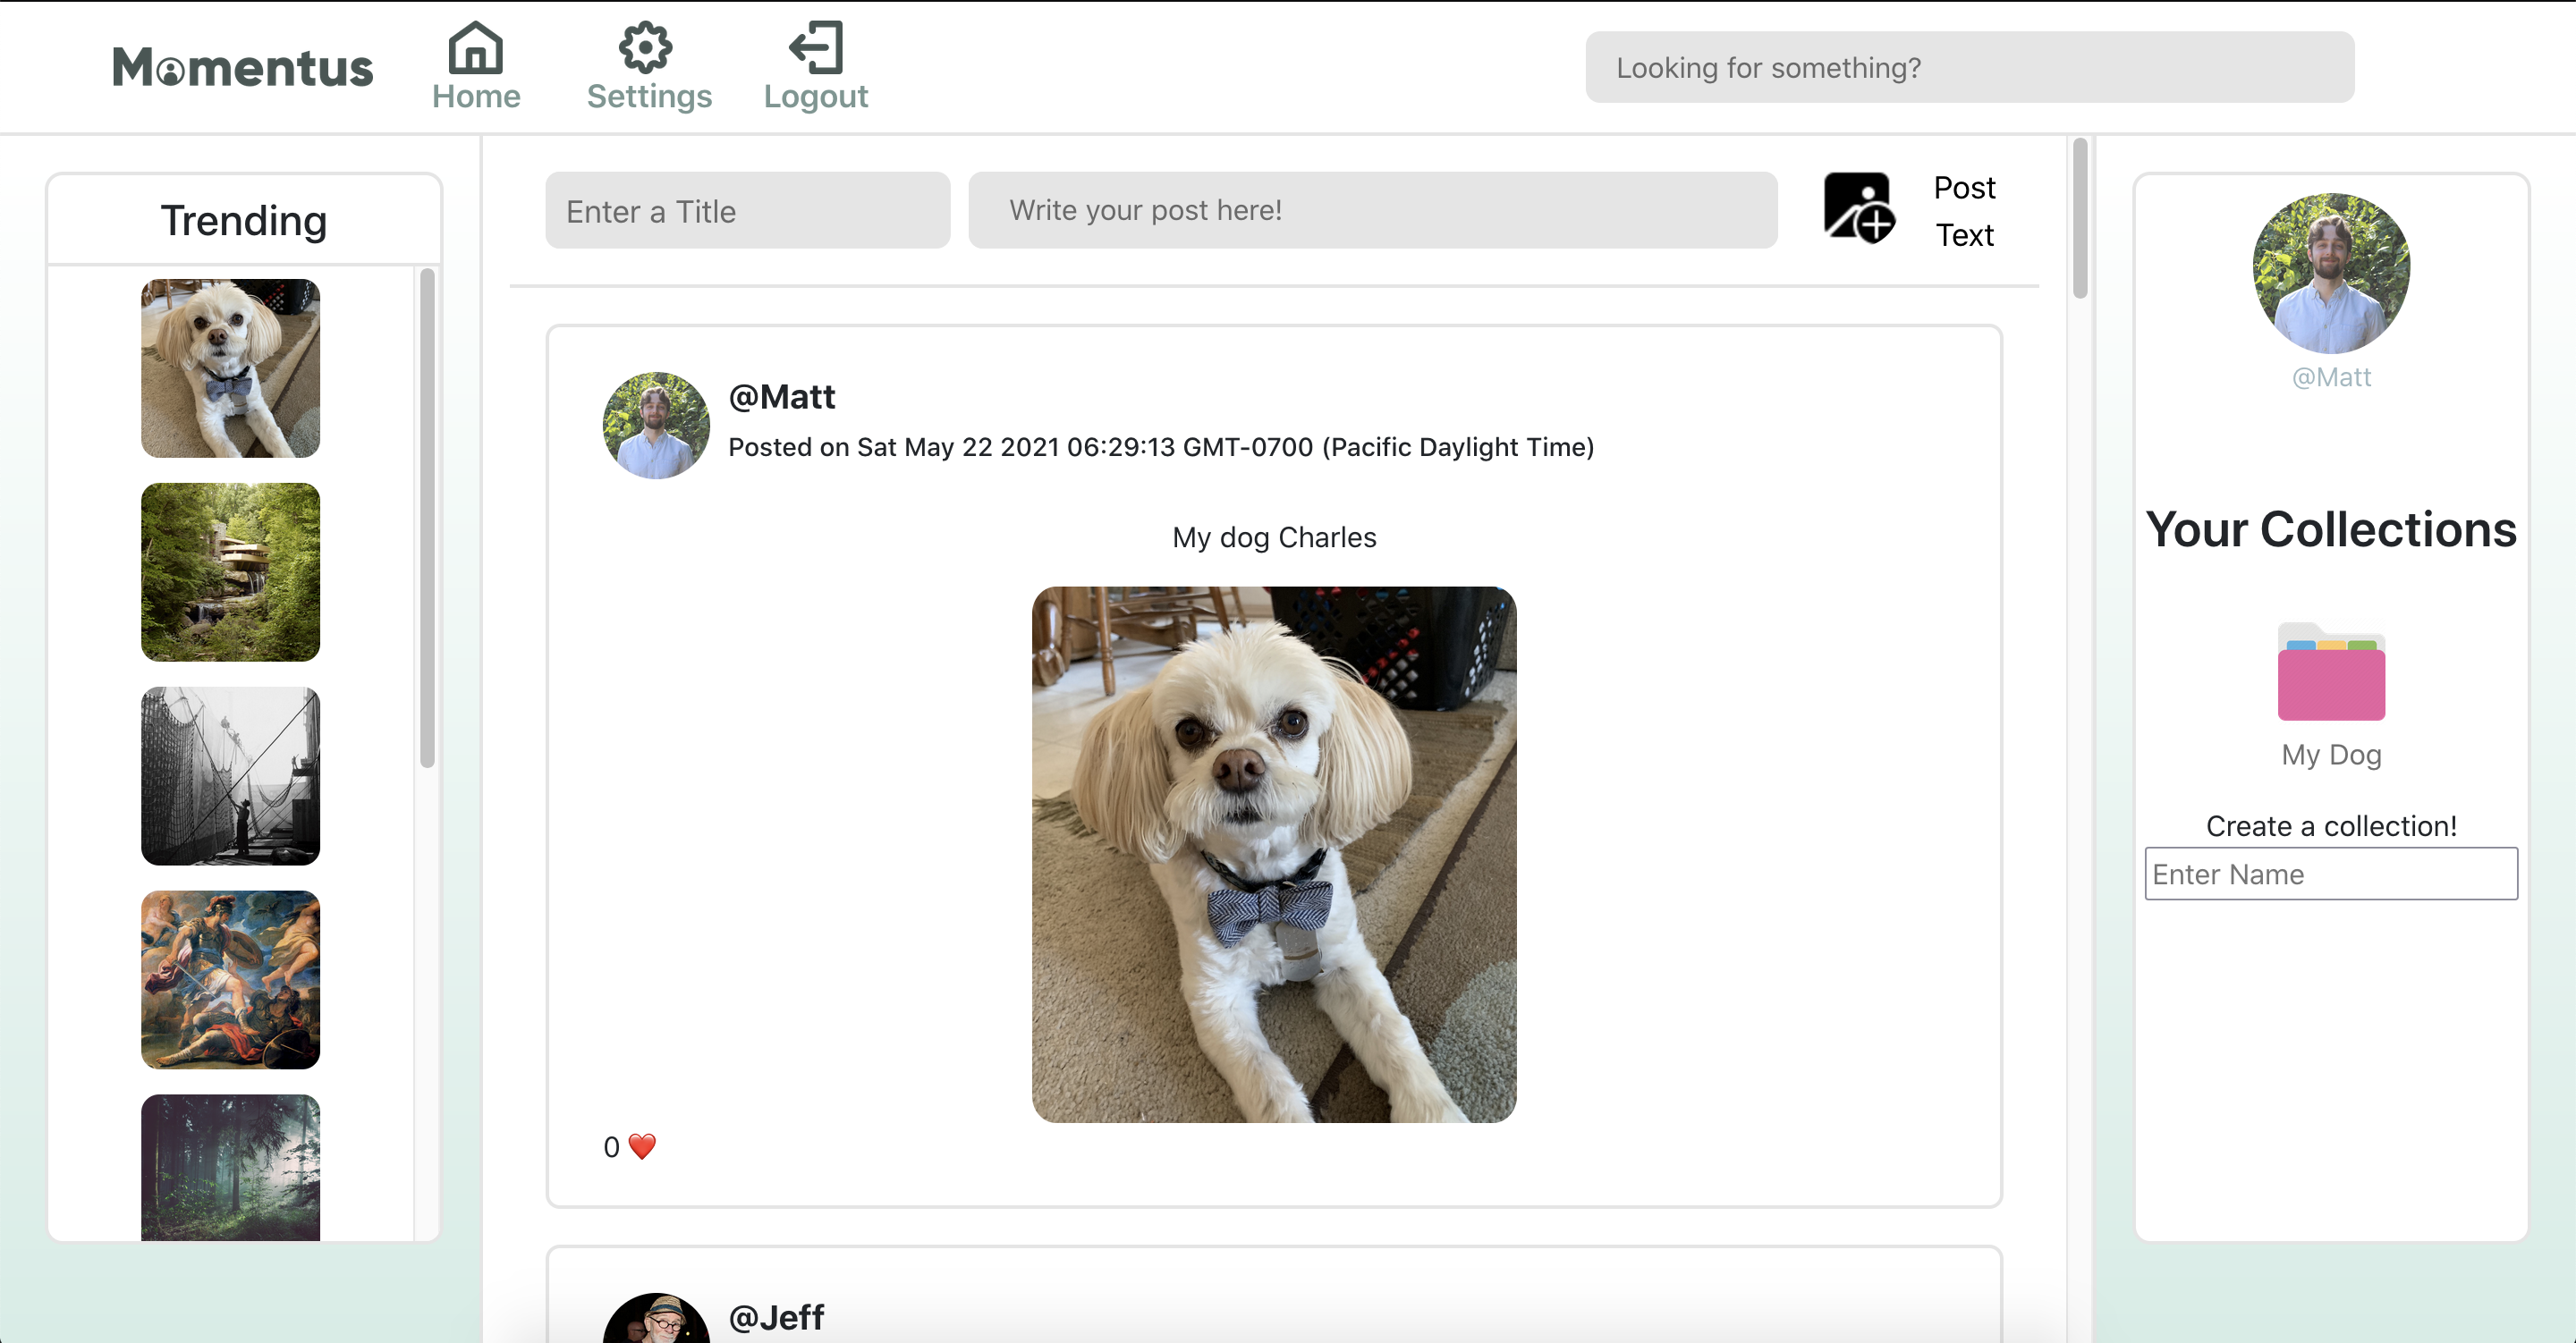 Momentus
Home
Settings
Logout
Looking for something?
Trending
Enter a Title
Write your post here!
Post
Text
@Matt
Posted on Sat May 22 2021 06:29:13 GMT-0700 (Pacific Daylight Time)
My dog Charles
0 ❤️
@Jeff
@Matt
Your Collections
My Dog
Create a collection!
Enter Name